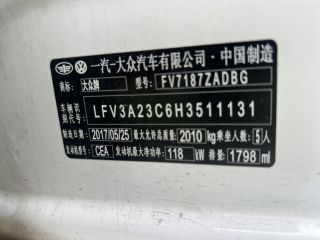 一汽-大众汽车有限公司·中国制造
商标: 大众牌 型号: FV7187ZADBG
车辆识别代号: LFV3A23C6H3511131
制造日期: 2017/05/25 最大允许总质量: 2010 kg 乘坐人数: 5人
发动机型号: CEA 发动机最大净功率: 118 kw 排量: 1798 ml